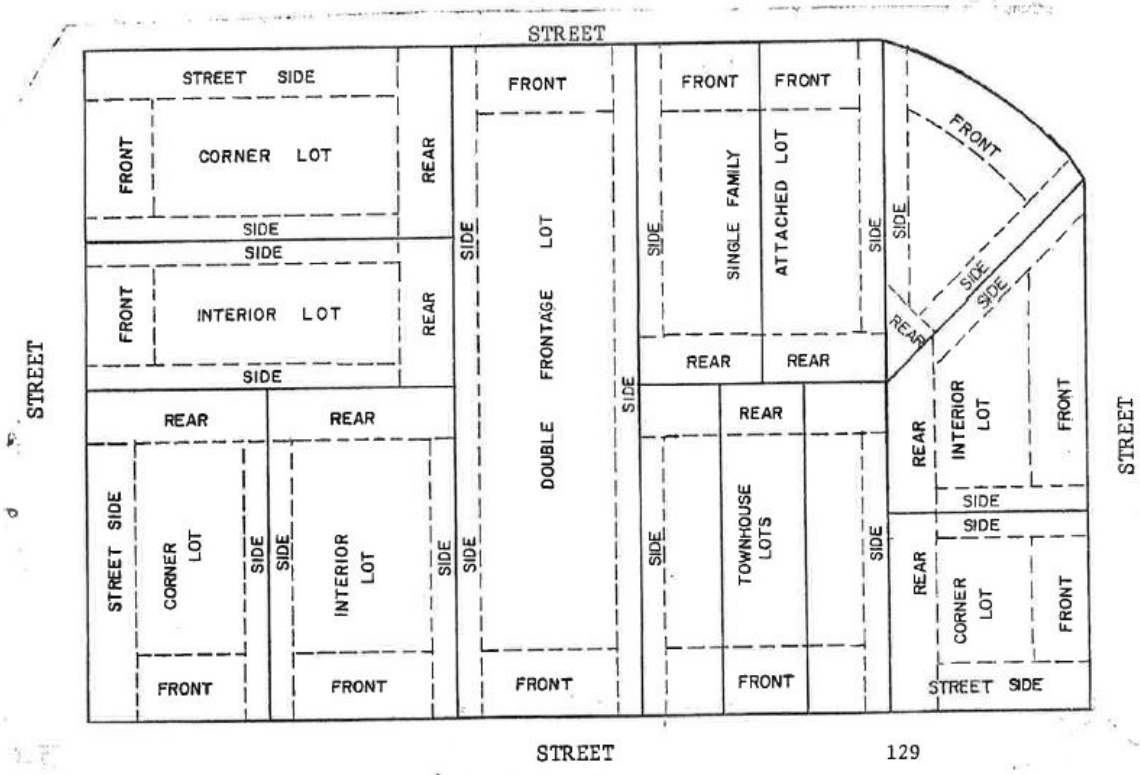 STREET
STREET SIDE
FRONT
CORNER LOT
REAR
SIDE
SIDE
FRONT
INTERIOR LOT
REAR
SIDE
STREET
REAR
STREET SIDE
CORNER
LOT
SIDE
FRONT
REAR
SIDE
INTERIOR
LOT
SIDE
FRONT
FRONT
SIDE
DOUBLE FRONTAGE LOT
SIDE
SIDE
FRONT
FRONT
FRONT
SIDE
SINGLE FAMILY
ATTACHED LOT
SIDE
REAR
REAR
REAR
SIDE
TOWNHOUSE
LOTS
SIDE
FRONT
FRONT
SIDE
SIDE
REAR
SIDE
REAR
INTERIOR
LOT
FRONT
SIDE
SIDE
REAR
CORNER
LOT
FRONT
STREET SIDE
STREET
STREET
129